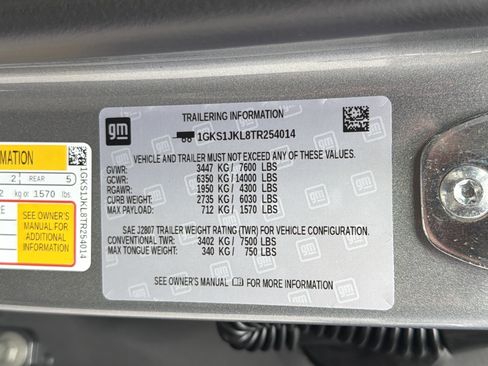 gm
TRAILERING INFORMATION
1GKS1JKL8TR254014
VEHICLE AND TRAILER MUST NOT EXCEED ANY OF THESE VALUES.
GVWR: 3447 KG / 7600 LBS
GCWR: 6350 KG / 14000 LBS
RGAWR: 1950 KG / 4300 LBS
CURB WEIGHT: 2735 KG / 6030 LBS
MAX PAYLOAD: 712 KG / 1570 LBS
SAE J2807 TRAILER WEIGHT RATING (TWR) FOR VEHICLE CONFIGURATION.
CONVENTIONAL TWR: 3402 KG / 7500 LBS
MAX TONGUE WEIGHT: 340 KG / 750 LBS
SEE OWNER'S MANUAL FOR MORE INFORMATION.
2 REAR 5
kg or 1570 lbs.
SEE OWNER'S
MANUAL FOR
ADDITIONAL
INFORMATION
1GKS1JKL8TR254014